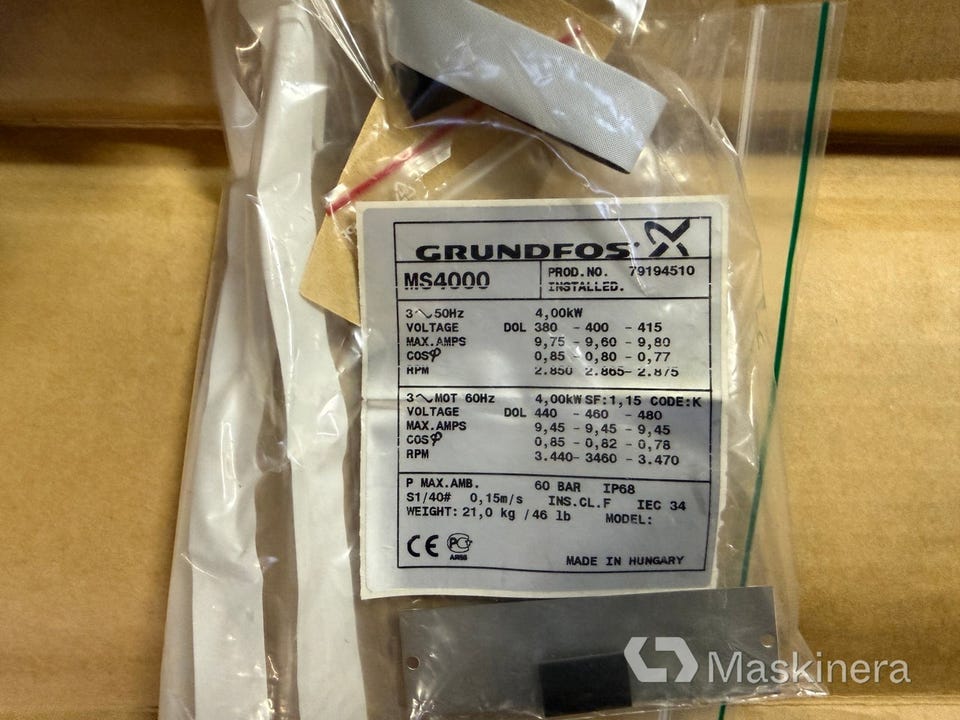 GRUNDFOS
MS4000
PROD.NO. 79194510
INSTALLED.
3~50Hz 4,00kW
VOLTAGE DOL 380 - 400 - 415
MAX.AMPS 9,75 - 9,60 - 9,80
COSφ 0,85 - 0,80 - 0,77
RPM 2.850 2.865- 2.875
3~MOT 60Hz 4,00kW SF:1,15 CODE:K
VOLTAGE DOL 440 - 460 - 480
MAX.AMPS 9,45 - 9,45 - 9,45
COSφ 0,85 - 0,82 - 0,78
RPM 3.440- 3460 - 3.470
P MAX.AMB. 60 BAR IP68
S1/40# 0,15m/s INS.CL.F IEC 34
WEIGHT: 21,0 kg /46 lb MODEL:
CE
MADE IN HUNGARY
Maskinera